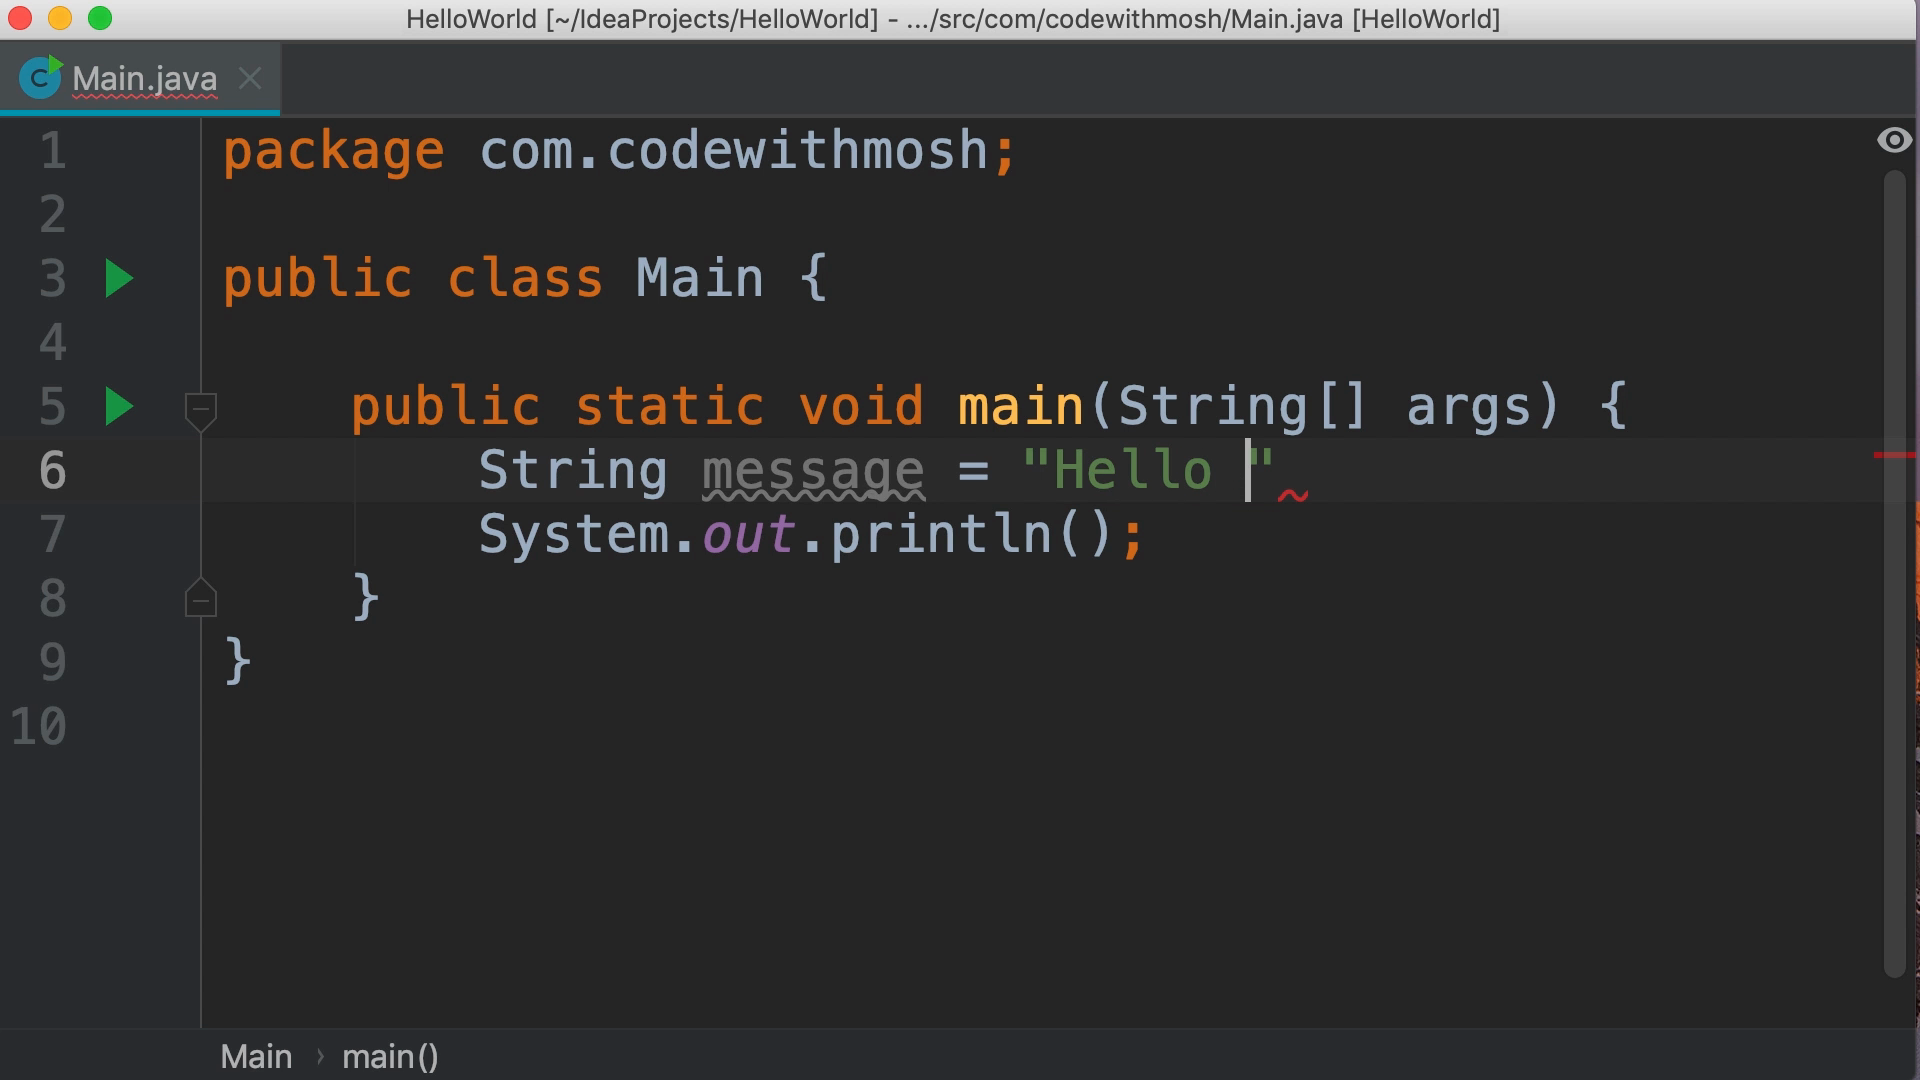 HelloWorld [~/IdeaProjects/HelloWorld] - .../src/com/codewithmosh/Main.java [HelloWorld]
Main.java
1 package com.codewithmosh;
2
3 public class Main {
4
5     public static void main(String[] args) {
6         String message = "Hello "
7         System.out.println();
8     }
9 }
10
Main › main()